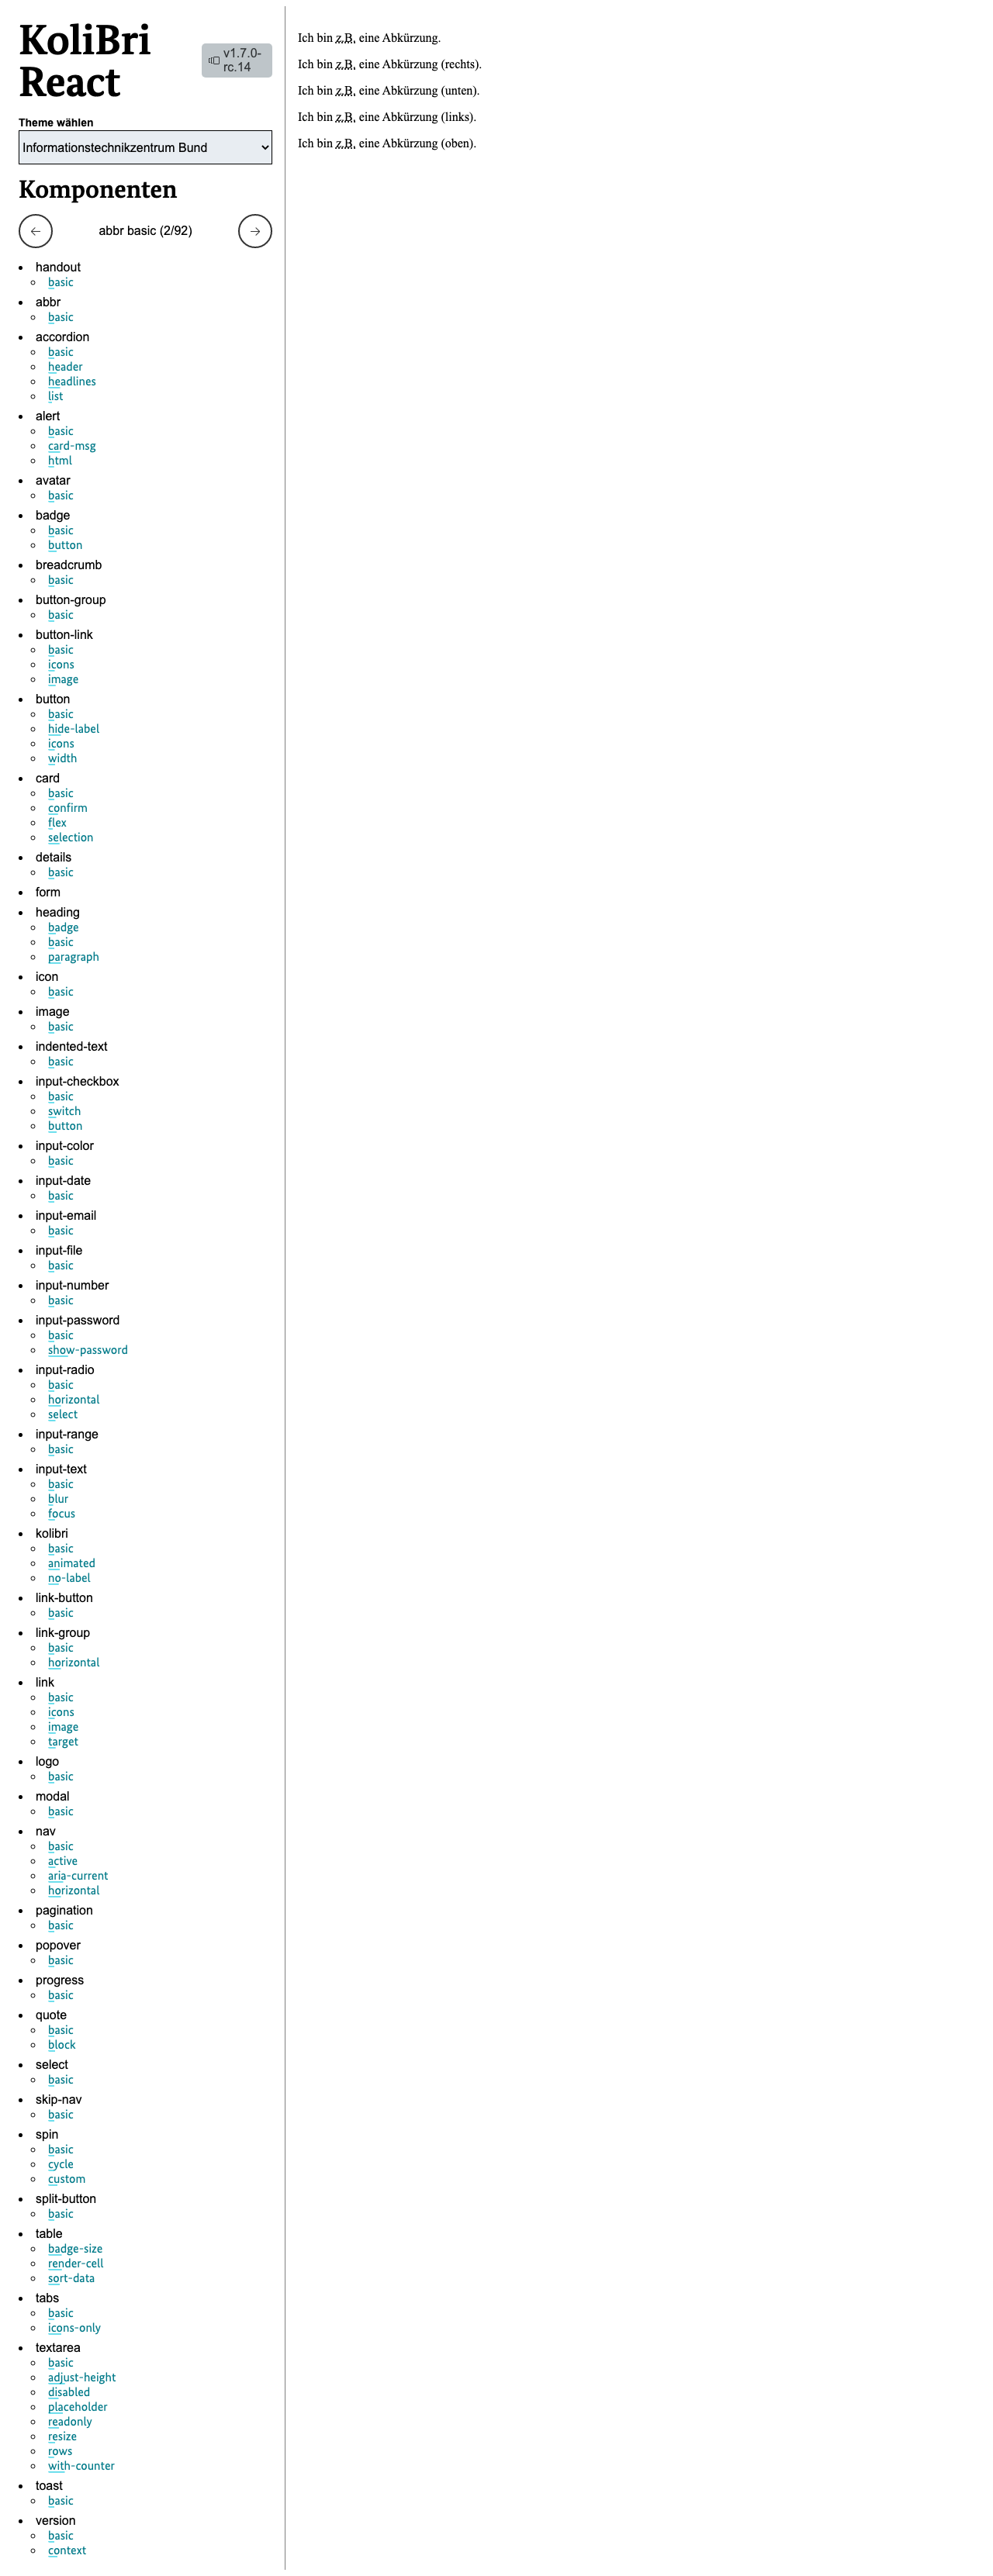 KoliBri
React
v1.7.0-
rc.14
Theme wählen
Informationstechnikzentrum Bund
Komponenten
abbr basic (2/92)
handout
basic
abbr
basic
accordion
basic
header
headlines
list
alert
basic
card-msg
html
avatar
basic
badge
basic
button
breadcrumb
basic
button-group
basic
button-link
basic
icons
image
button
basic
hide-label
icons
width
card
basic
confirm
flex
selection
details
basic
form
heading
badge
basic
paragraph
icon
basic
image
basic
indented-text
basic
input-checkbox
basic
switch
button
input-color
basic
input-date
basic
input-email
basic
input-file
basic
input-number
basic
input-password
basic
show-password
input-radio
basic
horizontal
select
input-range
basic
input-text
basic
blur
focus
kolibri
basic
animated
no-label
link-button
basic
link-group
basic
horizontal
link
basic
icons
image
target
logo
basic
modal
basic
nav
basic
active
aria-current
horizontal
pagination
basic
popover
basic
progress
basic
quote
basic
block
select
basic
skip-nav
basic
spin
basic
cycle
custom
split-button
basic
table
badge-size
render-cell
sort-data
tabs
basic
icons-only
textarea
basic
adjust-height
disabled
placeholder
readonly
resize
rows
with-counter
toast
basic
version
basic
context
Ich bin z.B. eine Abkürzung.
Ich bin z.B. eine Abkürzung (rechts).
Ich bin z.B. eine Abkürzung (unten).
Ich bin z.B. eine Abkürzung (links).
Ich bin z.B. eine Abkürzung (oben).